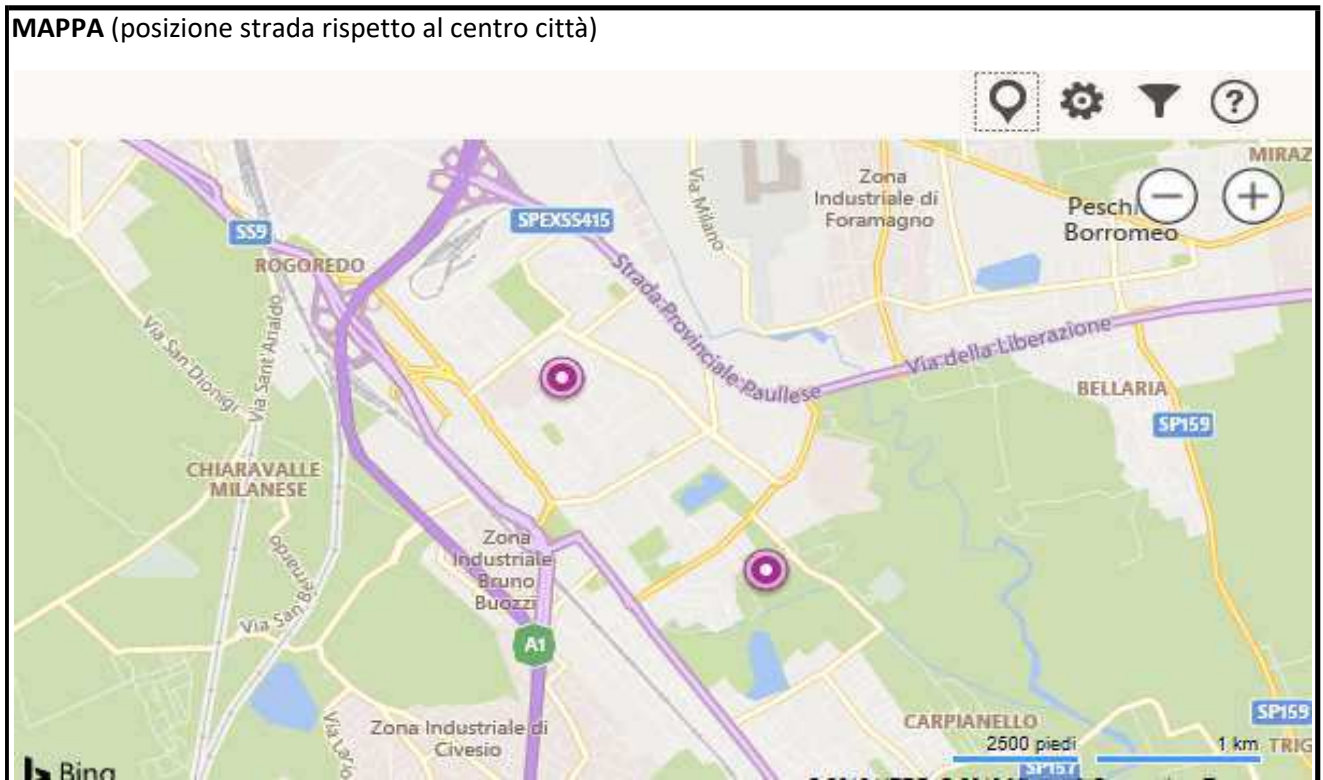 MAPPA (posizione strada rispetto al centro città)
?
MIRAZ
Zona
Industriale di
Foramagno
Peschi
Borromeo
Via Milano
SPEXSS415
SS9
ROGOREDO
Strada Provinciale Paullese
Via della Liberazione
Via Sant'Arialdo
Via San Dionigi
BELLARIA
SP159
CHIARAVALLE
MILANESE
Zona
Industriale
Bruno
Buozzi
Via San Bernardo
A1
Zona Industriale di
Civesio
CARPIANELLO
SP159
2500 piedi
1 km
TRIG
SP157
Bing